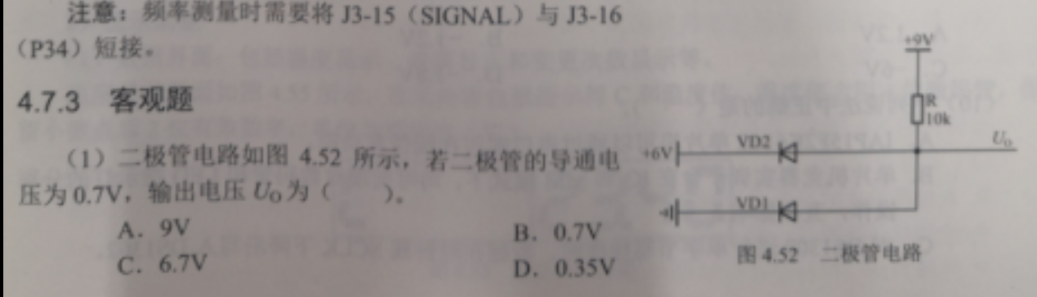 注意：频率测量时需要将 J3-15（SIGNAL）与 J3-16
（P34）短接。
4.7.3 客观题
（1）二极管电路如图 4.52 所示，若二极管的导通电
压为 0.7V，输出电压 Uo为（ ）。
A．9V
B．0.7V
C．6.7V
D．0.35V
+9V
R
10k
Uo
+6V
VD2
VD1
图 4.52 二极管电路